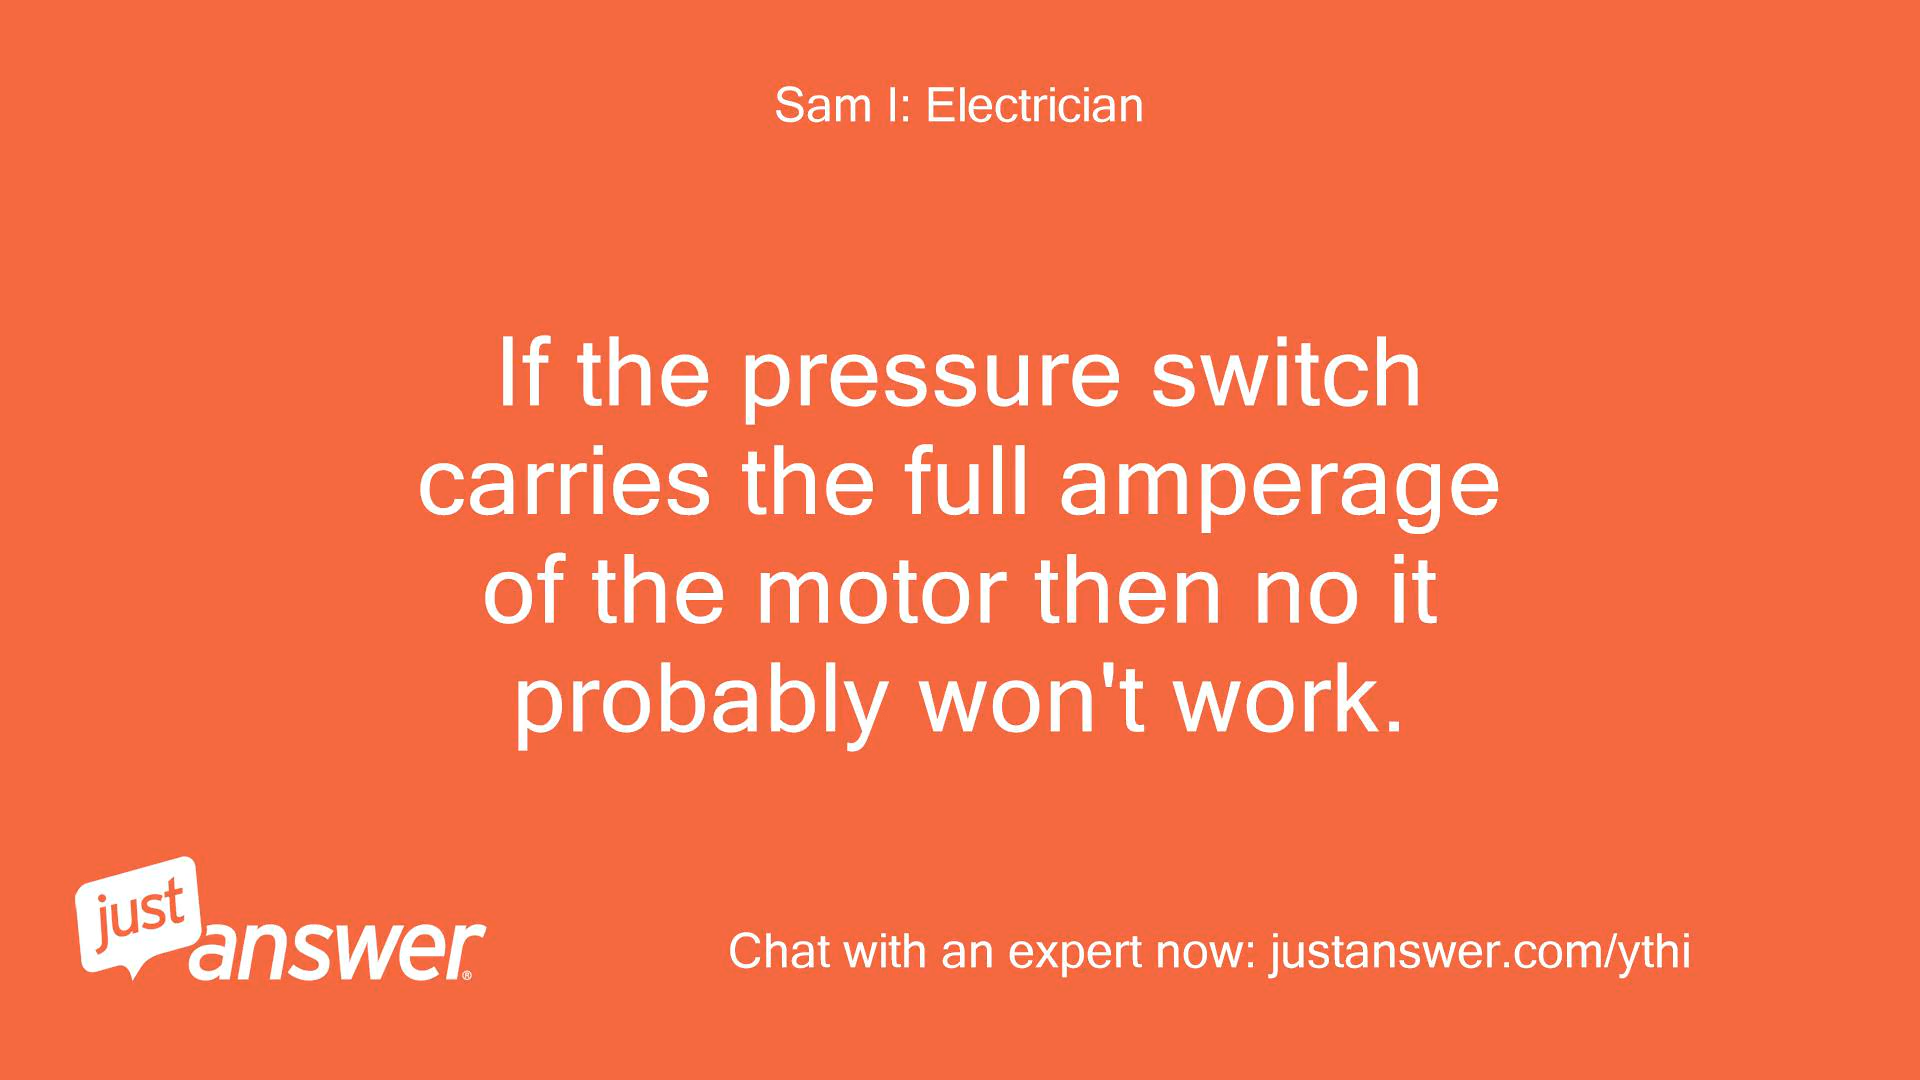 Sam I: Electrician
If the pressure switch
carries the full amperage
of the motor then no it
probably won't work.
just
answer®
Chat with an expert now: justanswer.com/ythi